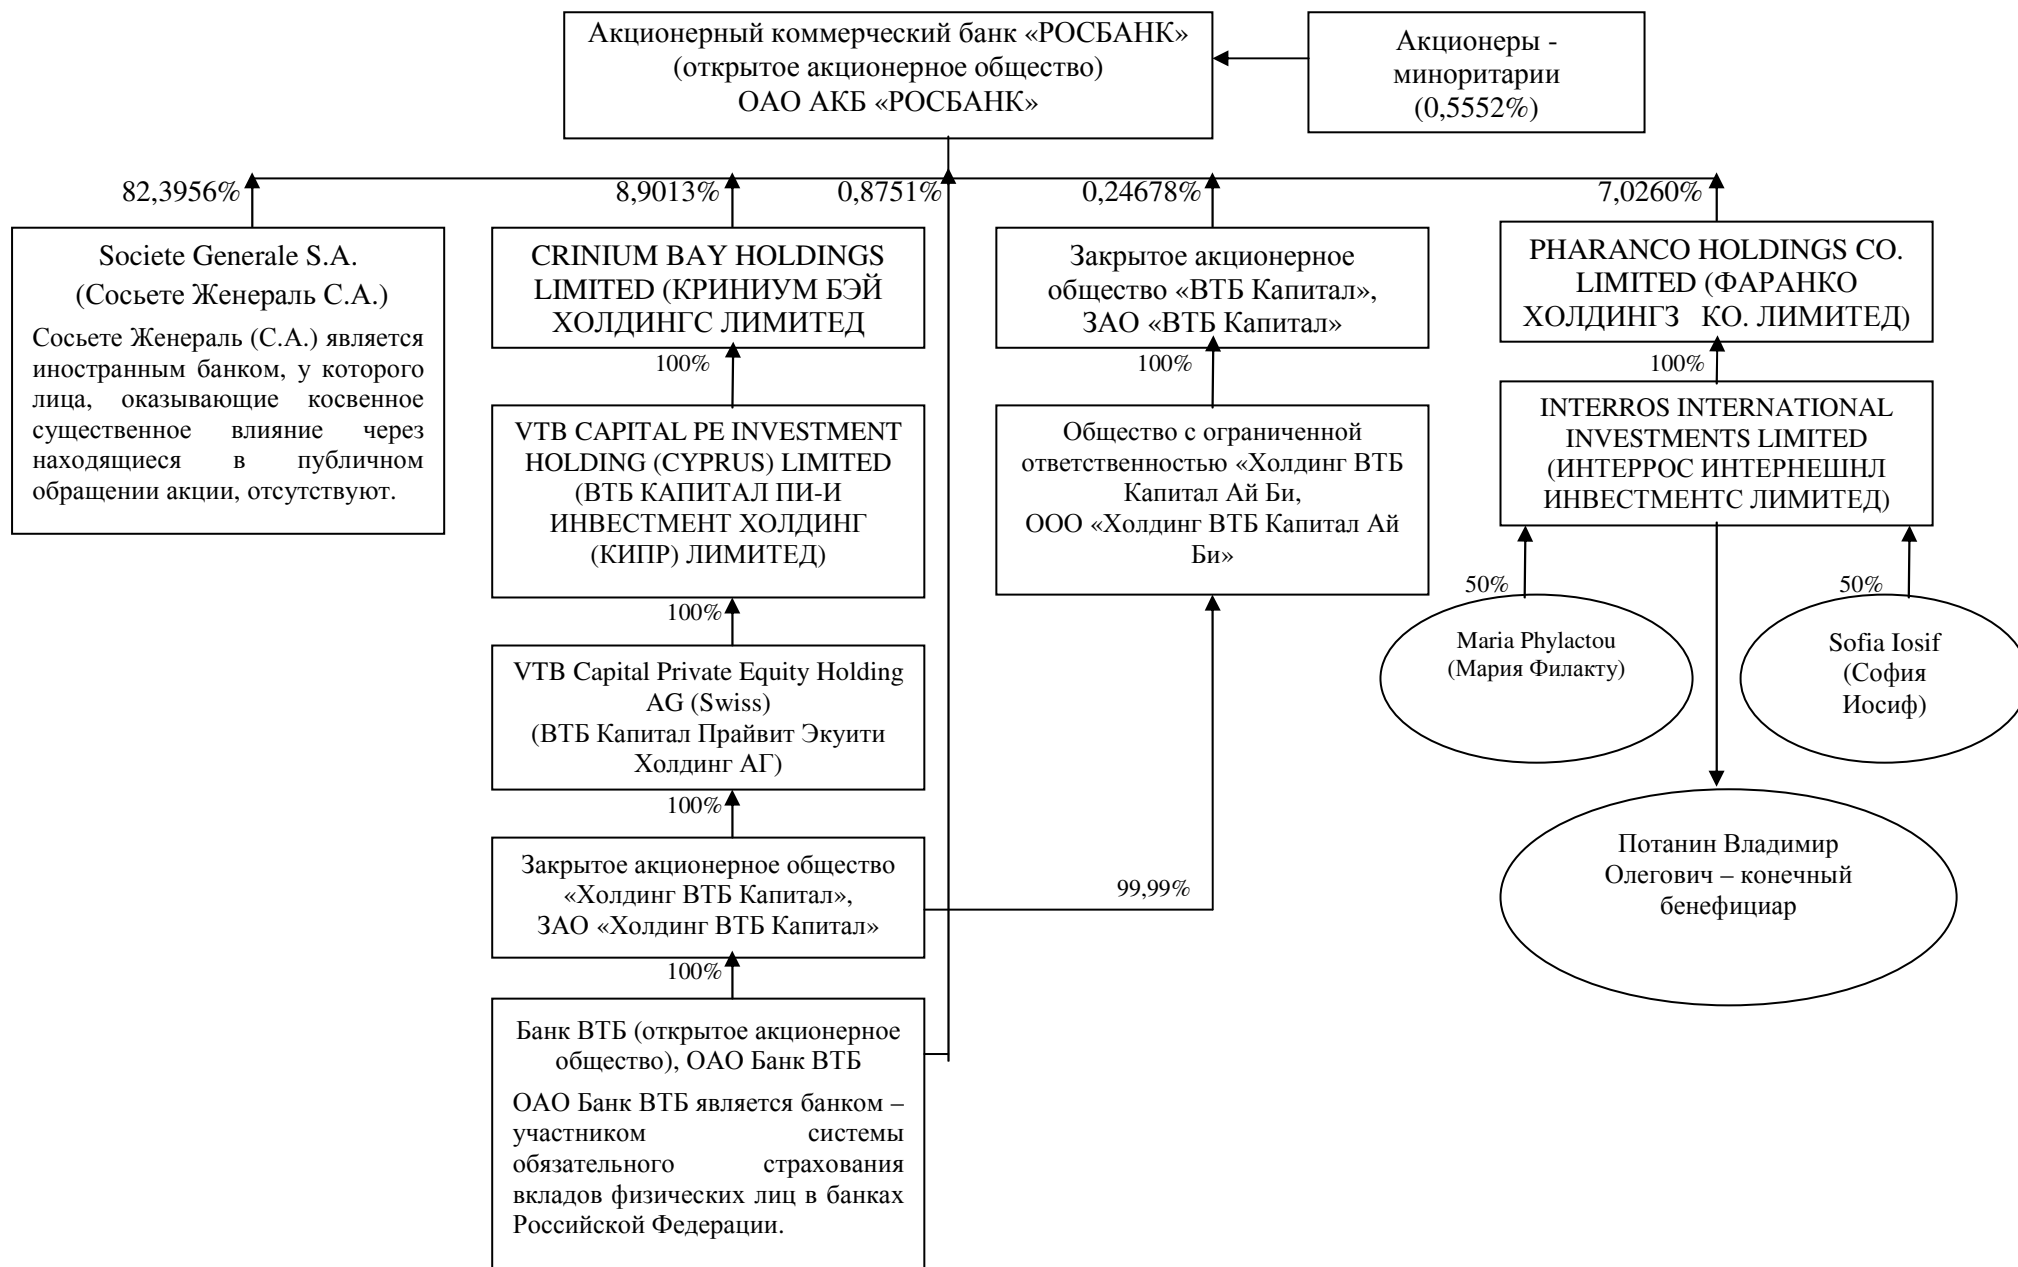 Акционерный коммерческий банк «РОСБАНК»
(открытое акционерное общество)
ОАО АКБ «РОСБАНК»
Акционеры -
миноритарии
(0,5552%)
82,3956%
8,9013%
0,8751%
0,24678%
7,0260%
Societe Generale S.A.
(Сосьете Женераль С.А.)
Сосьете Женераль (С.А.) является
иностранным банком, у которого
лица, оказывающие косвенное
существенное влияние через
находящиеся в публичном
обращении акции, отсутствуют.
CRINIUM BAY HOLDINGS
LIMITED (КРИНИУМ БЭЙ
ХОЛДИНГС ЛИМИТЕД
100%
VTB CAPITAL PE INVESTMENT
HOLDING (CYPRUS) LIMITED
(ВТБ КАПИТАЛ ПИ-И
ИНВЕСТМЕНТ ХОЛДИНГ
(КИПР) ЛИМИТЕД)
100%
VTB Capital Private Equity Holding
AG (Swiss)
(ВТБ Капитал Прайвит Экуити
Холдинг АГ)
100%
Закрытое акционерное общество
«Холдинг ВТБ Капитал»,
ЗАО «Холдинг ВТБ Капитал»
100%
Банк ВТБ (открытое акционерное
общество), ОАО Банк ВТБ
ОАО Банк ВТБ является банком –
участником системы
обязательного страхования
вкладов физических лиц в банках
Российской Федерации.
Закрытое акционерное
общество «ВТБ Капитал»,
ЗАО «ВТБ Капитал»
100%
Общество с ограниченной
ответственностью «Холдинг ВТБ
Капитал Ай Би,
ООО «Холдинг ВТБ Капитал Ай
Би»
99,99%
PHARANCO HOLDINGS CO.
LIMITED (ФАРАНКО
ХОЛДИНГЗ КО. ЛИМИТЕД)
100%
INTERROS INTERNATIONAL
INVESTMENTS LIMITED
(ИНТЕРРОС ИНТЕРНЕШНЛ
ИНВЕСТМЕНТС ЛИМИТЕД)
50%
50%
Maria Phylactou
(Мария Филакту)
Sofia Iosif
(София
Иосиф)
Потанин Владимир
Олегович – конечный
бенефициар